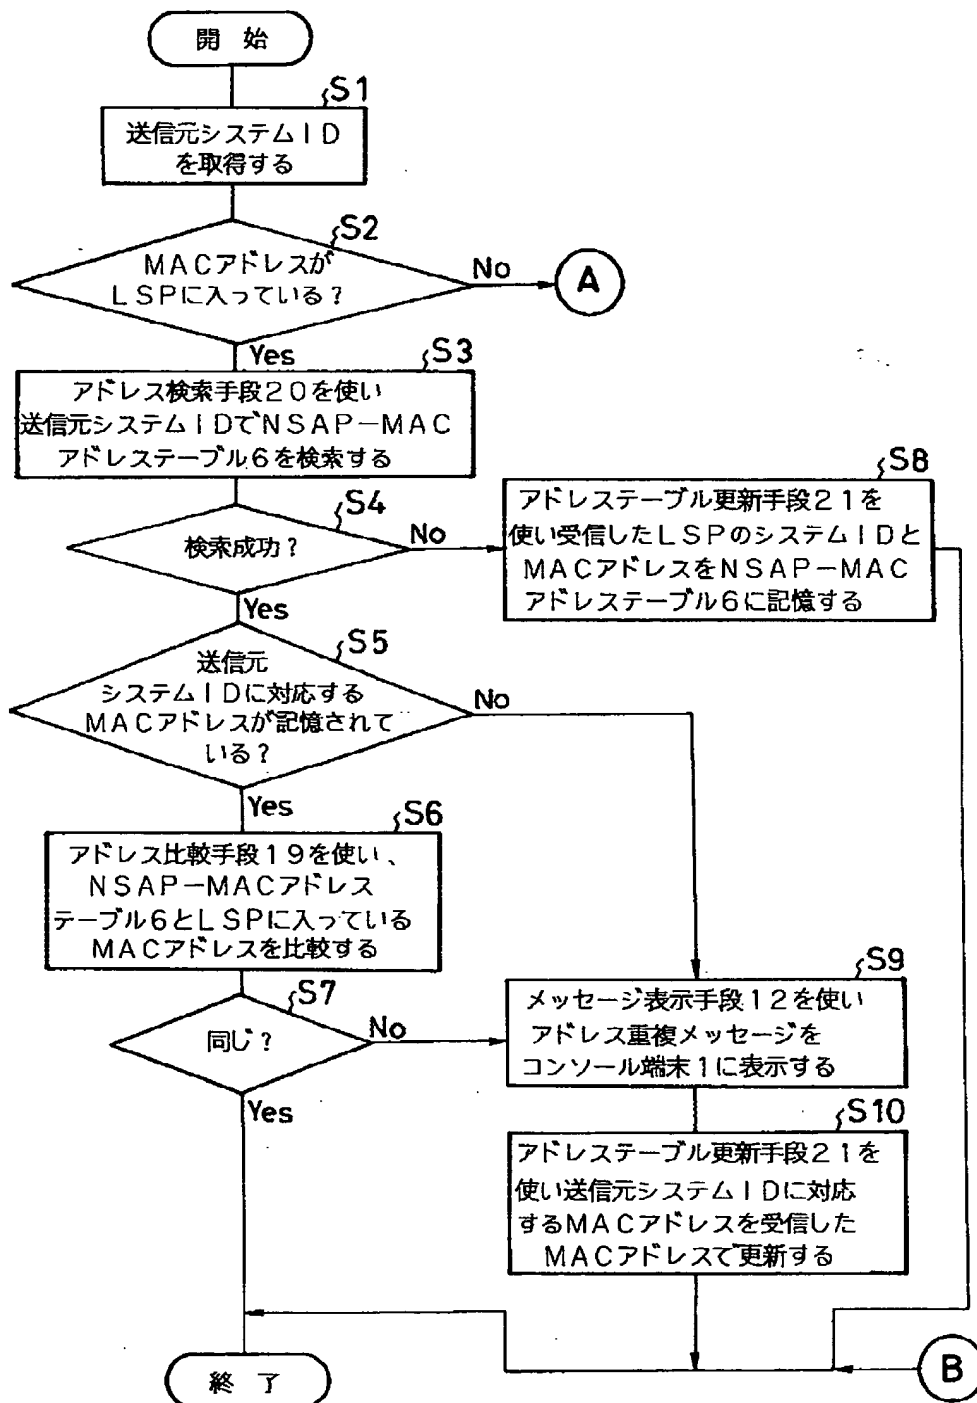 開　始
S1
送信元システムＩＤ
を取得する
S2
ＭＡＣアドレスが
ＬＳＰに入っている？
No
A
Yes
S3
アドレス検索手段２０を使い
送信元システムＩＤでＮＳＡＰ－ＭＡＣ
アドレステーブル６を検索する
S4
検索成功？
No
S8
アドレステーブル更新手段２１を
使い受信したＬＳＰのシステムＩＤと
ＭＡＣアドレスをＮＳＡＰ－ＭＡＣ
アドレステーブル６に記憶する
Yes
S5
送信元
システムＩＤに対応する
ＭＡＣアドレスが記憶されて
いる？
No
Yes
S6
アドレス比較手段１９を使い、
ＮＳＡＰ－ＭＡＣアドレス
テーブル６とＬＳＰに入っている
ＭＡＣアドレスを比較する
S7
同じ？
No
S9
メッセージ表示手段１２を使い
アドレス重複メッセージを
コンソール端末１に表示する
Yes
S10
アドレステーブル更新手段２１を
使い送信元システムＩＤに対応
するＭＡＣアドレスを受信した
ＭＡＣアドレスで更新する
B
終　了